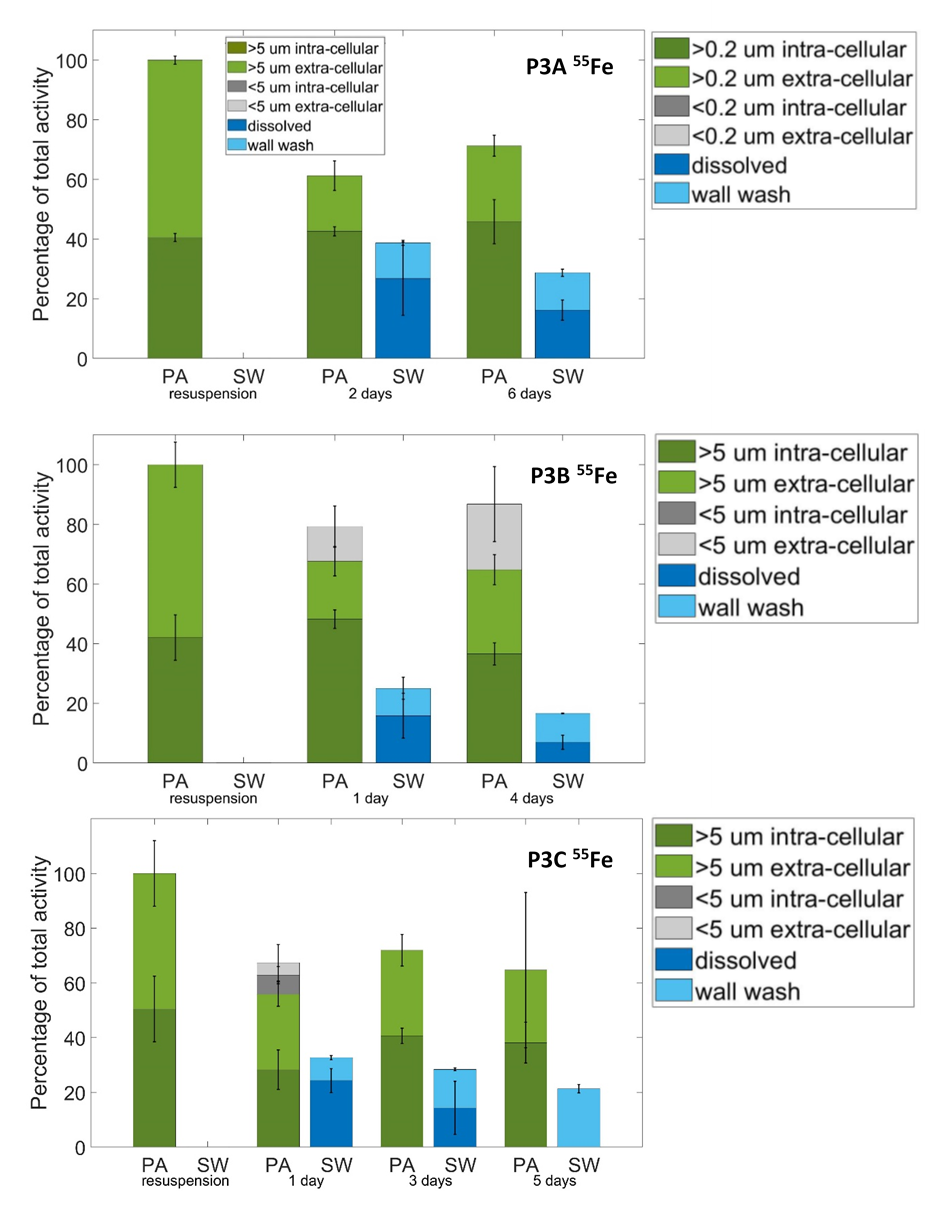 P3A 55Fe
Percentage of total activity
100
80
60
40
20
0
>5 um intra-cellular
>5 um extra-cellular
<5 um intra-cellular
<5 um extra-cellular
dissolved
wall wash
>0.2 um intra-cellular
>0.2 um extra-cellular
<0.2 um intra-cellular
<0.2 um extra-cellular
dissolved
wall wash
PA SW PA SW PA SW
resuspension 2 days 6 days
P3B 55Fe
Percentage of total activity
100
80
60
40
20
0
>5 um intra-cellular
>5 um extra-cellular
<5 um intra-cellular
<5 um extra-cellular
dissolved
wall wash
PA SW PA SW PA SW
resuspension 1 day 4 days
P3C 55Fe
Percentage of total activity
100
80
60
40
20
0
>5 um intra-cellular
>5 um extra-cellular
<5 um intra-cellular
<5 um extra-cellular
dissolved
wall wash
PA SW PA SW PA SW PA SW
resuspension 1 day 3 days 5 days